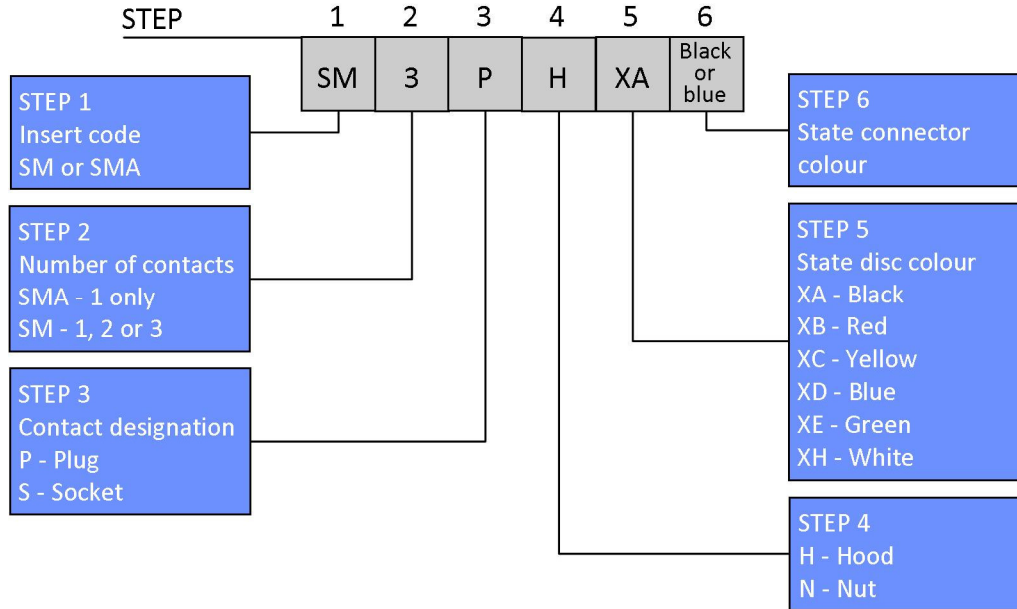 STEP 1 2 3 4 5 6
SM 3 P H XA Black or blue
STEP 1
Insert code
SM or SMA
STEP 2
Number of contacts
SMA - 1 only
SM - 1, 2 or 3
STEP 3
Contact designation
P - Plug
S - Socket
STEP 6
State connector
colour
STEP 5
State disc colour
XA - Black
XB - Red
XC - Yellow
XD - Blue
XE - Green
XH - White
STEP 4
H - Hood
N - Nut